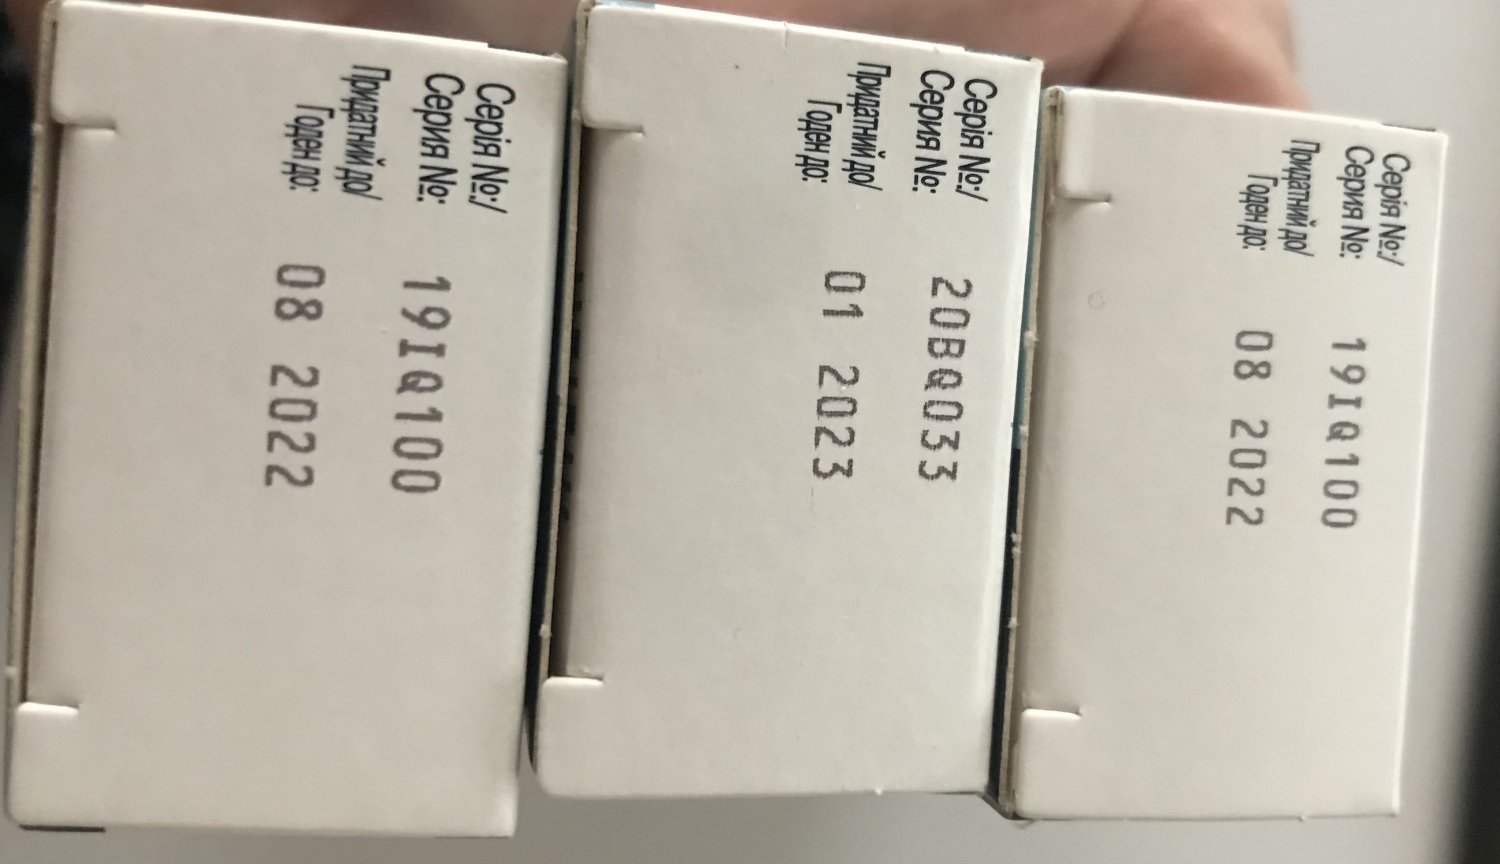 Серія №:/
Серия №: 19IQ100
Придатний до/
Годен до: 08 2022
Серія №:/
Серия №: 20BQ033
Придатний до/
Годен до: 01 2023
Серія №:/
Серия №: 19IQ100
Придатний до/
Годен до: 08 2022